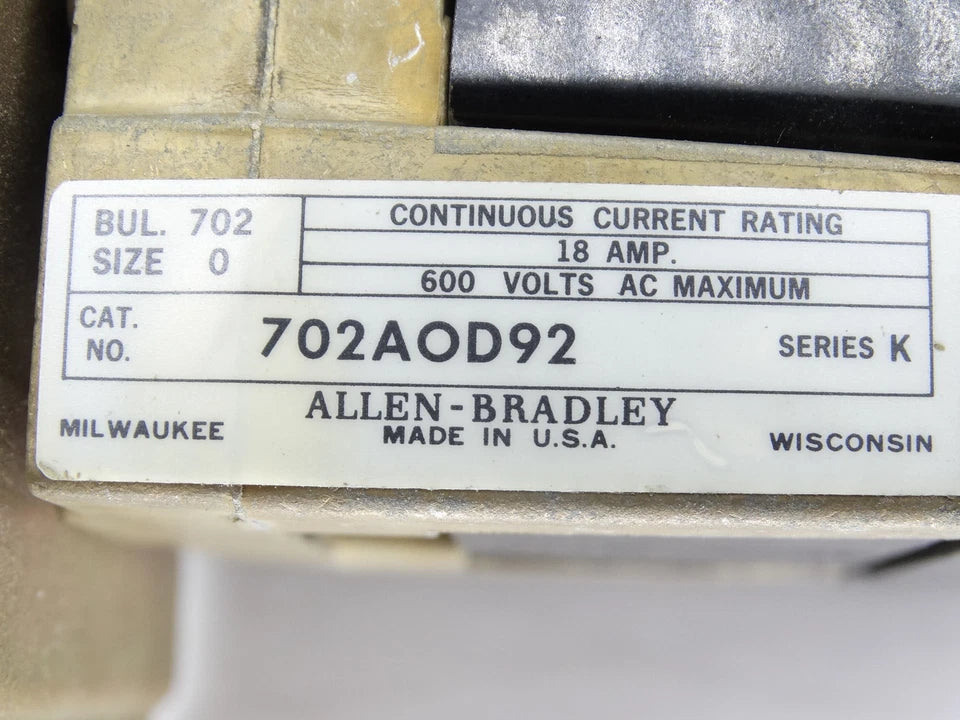 BUL. 702
SIZE 0
CONTINUOUS CURRENT RATING
18 AMP.
600 VOLTS AC MAXIMUM
CAT.
NO.
702AOD92
SERIES K
ALLEN-BRADLEY
MILWAUKEE
MADE IN U.S.A.
WISCONSIN